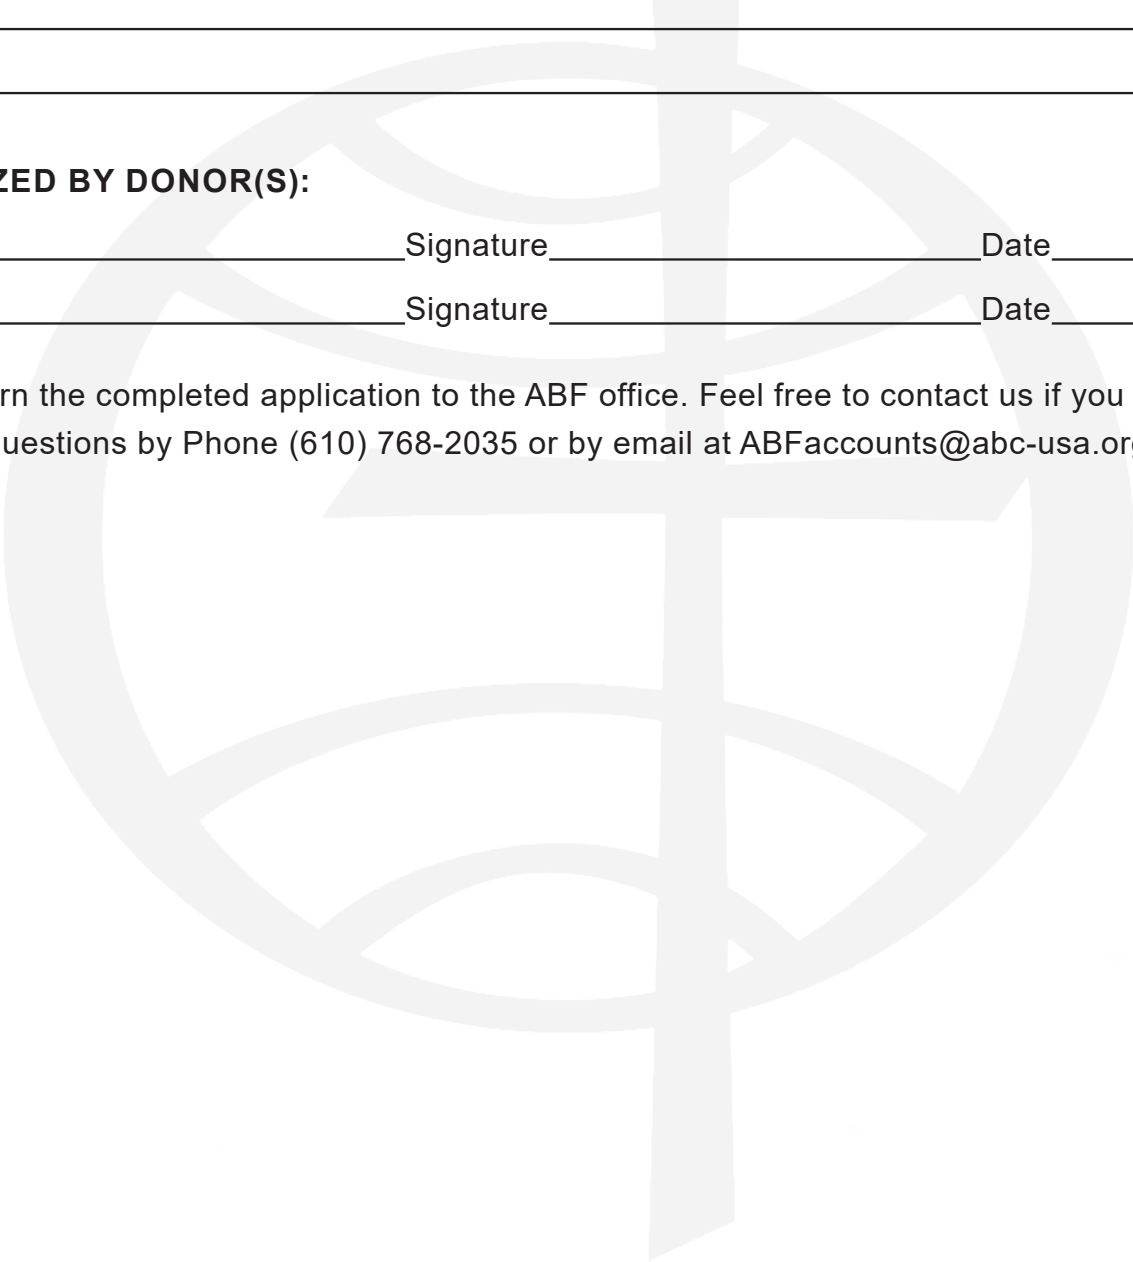 ZED BY DONOR(S):
Signature Date
Signature Date
rn the completed application to the ABF office. Feel free to contact us if you
uestions by Phone (610) 768-2035 or by email at ABFaccounts@abc-usa.org